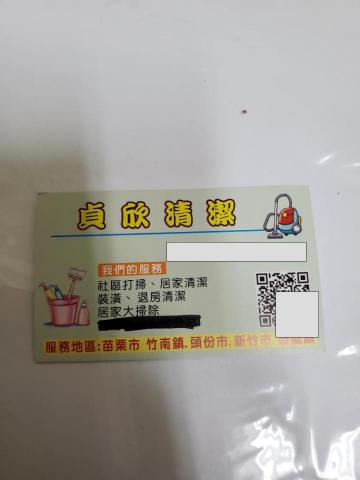 貞欣清潔
我們的服務
社區打掃、居家清潔
裝潢、退房清潔
居家大掃除
服務地區:苗栗市 竹南鎮.頭份市.新竹市.